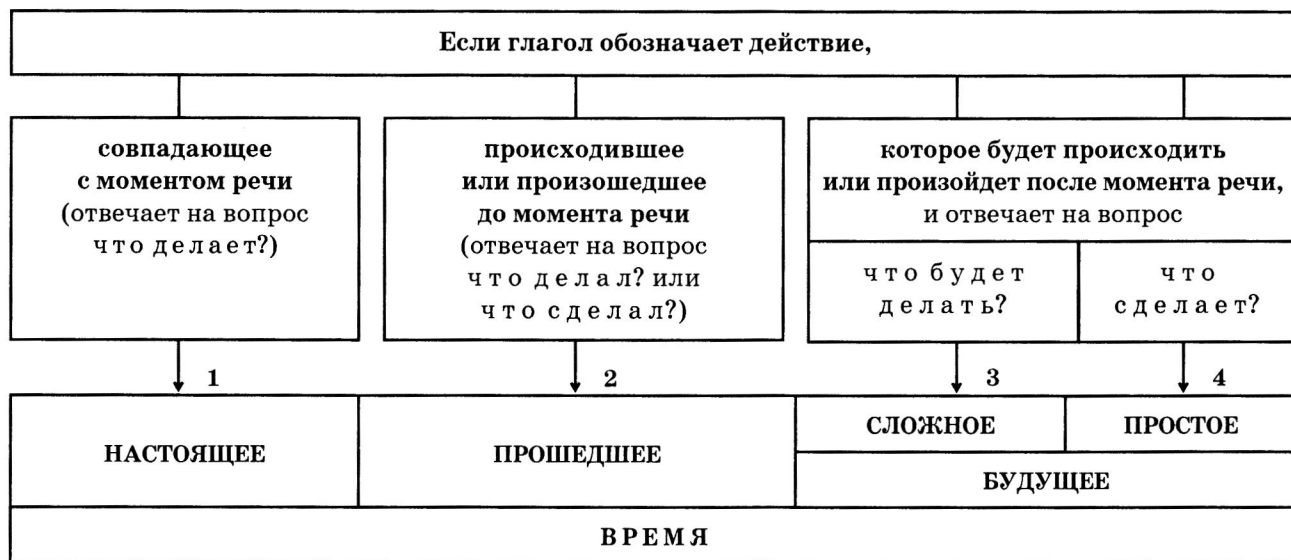 Если глагол обозначает действие,
совпадающее
с моментом речи
(отвечает на вопрос
что делает?)
происходившее
или произошедшее
до момента речи
(отвечает на вопрос
что делал? или
что сделал?)
которое будет происходить
или произойдет после момента речи,
и отвечает на вопрос
что будет
делать?
что
сделает?
1
2
3
4
НАСТОЯЩЕЕ
ПРОШЕДШЕЕ
СЛОЖНОЕ
ПРОСТОЕ
БУДУЩЕЕ
ВРЕМЯ